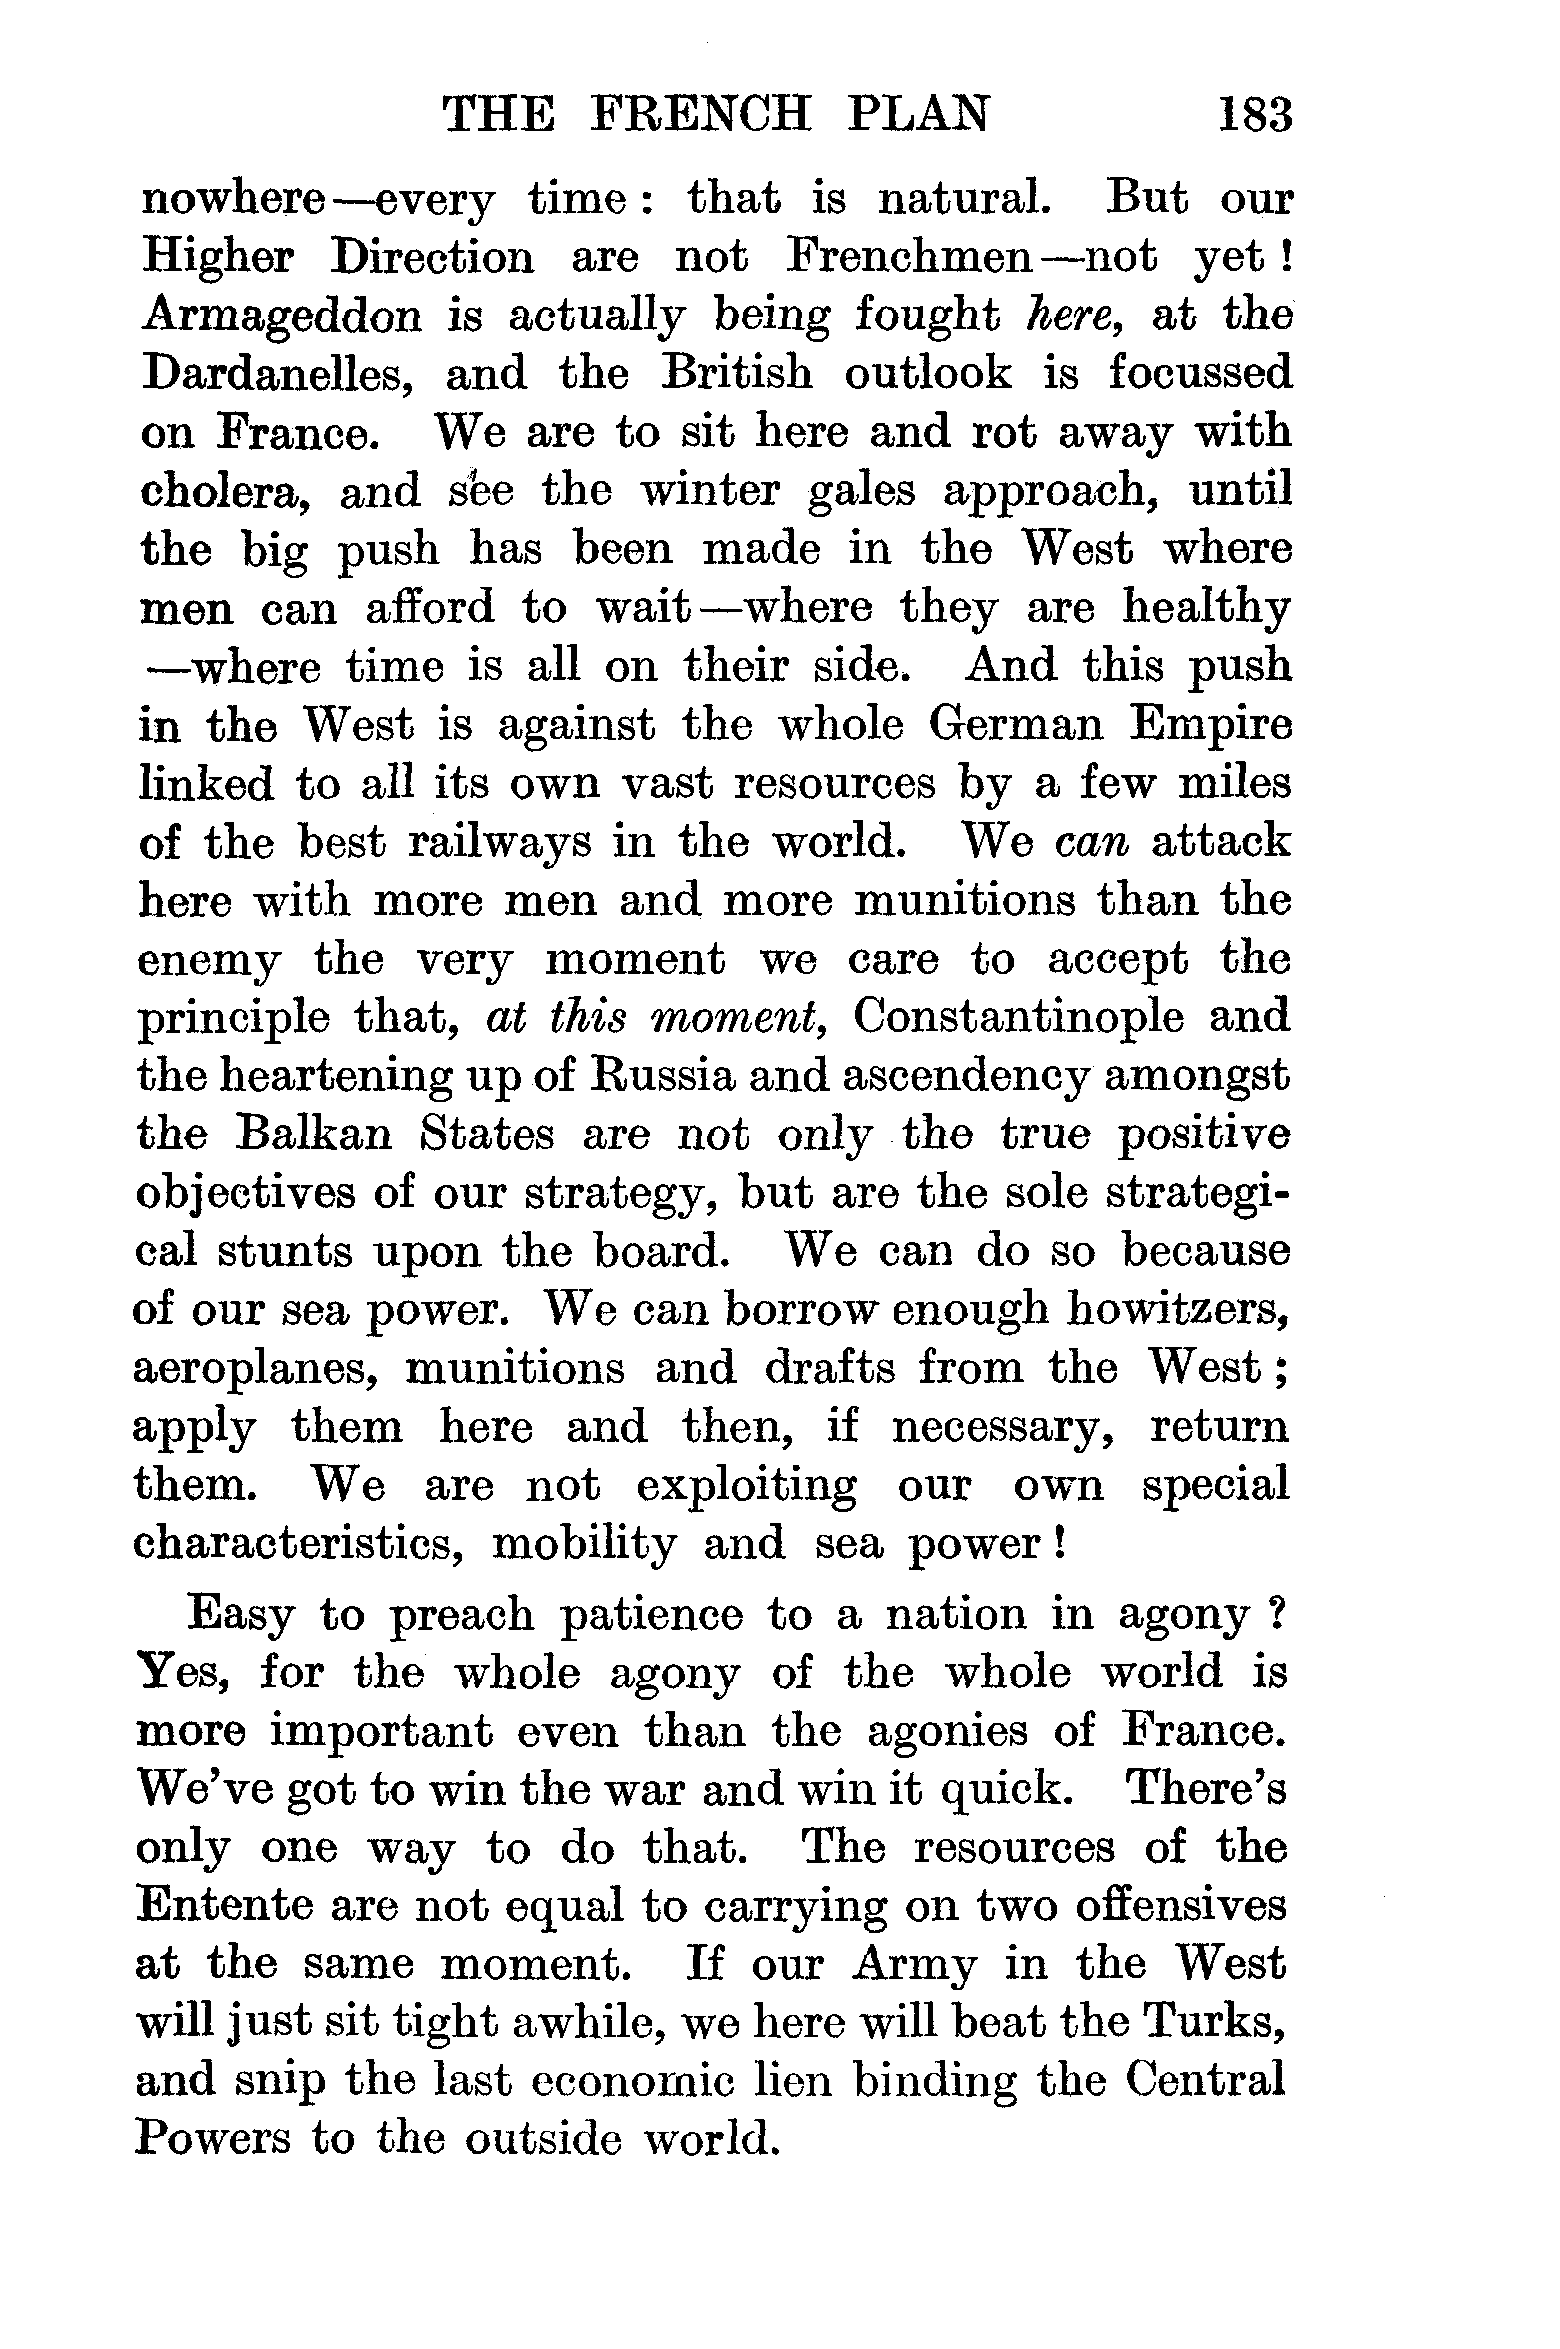 THE FRENCH PLAN 183
nowhere—every time : that is natural. But our
Higher Direction are not Frenchmen—not yet !
Armageddon is actually being fought here, at the
Dardanelles, and the British outlook is focussed
on France. We are to sit here and rot away with
cholera, and see the winter gales approach, until
the big push has been made in the West where
men can afford to wait—where they are healthy
—where time is all on their side. And this push
in the West is against the whole German Empire
linked to all its own vast resources by a few miles
of the best railways in the world. We can attack
here with more men and more munitions than the
enemy the very moment we care to accept the
principle that, at this moment, Constantinople and
the heartening up of Russia and ascendency amongst
the Balkan States are not only the true positive
objectives of our strategy, but are the sole strategi-
cal stunts upon the board. We can do so because
of our sea power. We can borrow enough howitzers,
aeroplanes, munitions and drafts from the West ;
apply them here and then, if necessary, return
them. We are not exploiting our own special
characteristics, mobility and sea power !
Easy to preach patience to a nation in agony ?
Yes, for the whole agony of the whole world is
more important even than the agonies of France.
We've got to win the war and win it quick. There's
only one way to do that. The resources of the
Entente are not equal to carrying on two offensives
at the same moment. If our Army in the West
will just sit tight awhile, we here will beat the Turks,
and snip the last economic lien binding the Central
Powers to the outside world.